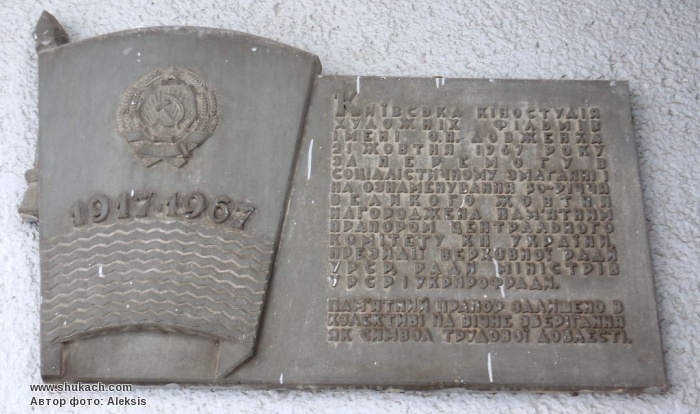 1917·1967
Київська кіностудія
художніх фільмів
імені О.П. Довженка
21 жовтня 1967 року
за перемогу в
соціалістичному змаганні і
на ознаменування 50-річчя
Великого Жовтня
нагороджена пам'ятним
прапором Центрального
Комітету КП України,
Президії Верховної Ради
УРСР, Ради Міністрів
УРСР і Укрпрофради.
Пам'ятний прапор залишено в
колективі на вічне зберігання
як символ трудової доблесті.
www.shukach.com
Автор фото: Aleksis